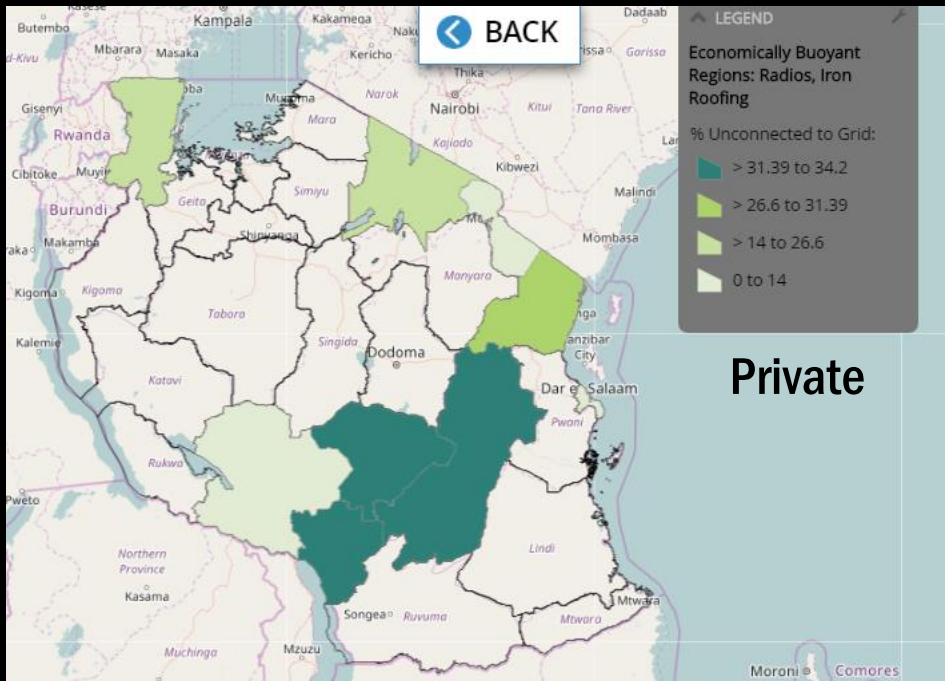 Kampala
Kakamega
Dadaab
Butembo
BACK
LEGEND
Mbarara
Masaka
Kericho
Garissa
Economically Buoyant
Regions: Radios, Iron
Roofing
Thika
Narok
Nairobi
Kitui
Tana River
Gisenyi
Mara
Rwanda
Kajiado
% Unconnected to Grid:
Cibitoke
Kibwezi
> 31.39 to 34.2
Simiyu
Malindi
Geita
Burundi
> 26.6 to 31.39
Shinyanga
Makamba
Mombasa
> 14 to 26.6
Manyara
Kigoma
Kigoma
0 to 14
Tabora
Kalemie
Singida
Dodoma
City
Private
Katavi
Dar e Salaam
Pwani
Rukwa
Pweto
Lindi
Northern
Province
Kasama
Mtwara
Songea
Ruvuma
Mtwara
Muchinga
Mzuzu
Moroni
Comores